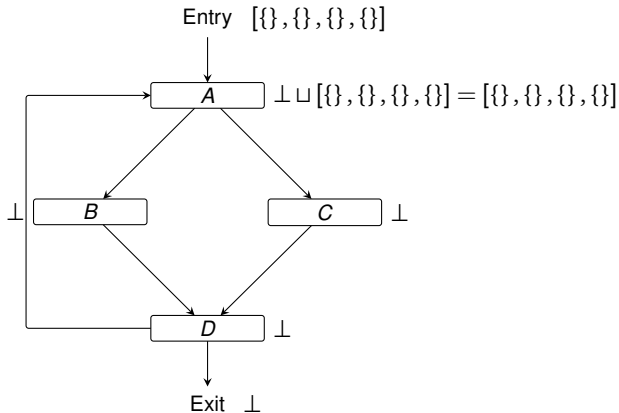 Entry [{} , {} , {} , {}]
A ⊥ ⊔ [{} , {} , {} , {}] = [{} , {} , {} , {}]
⊥ B C ⊥
D ⊥
Exit ⊥